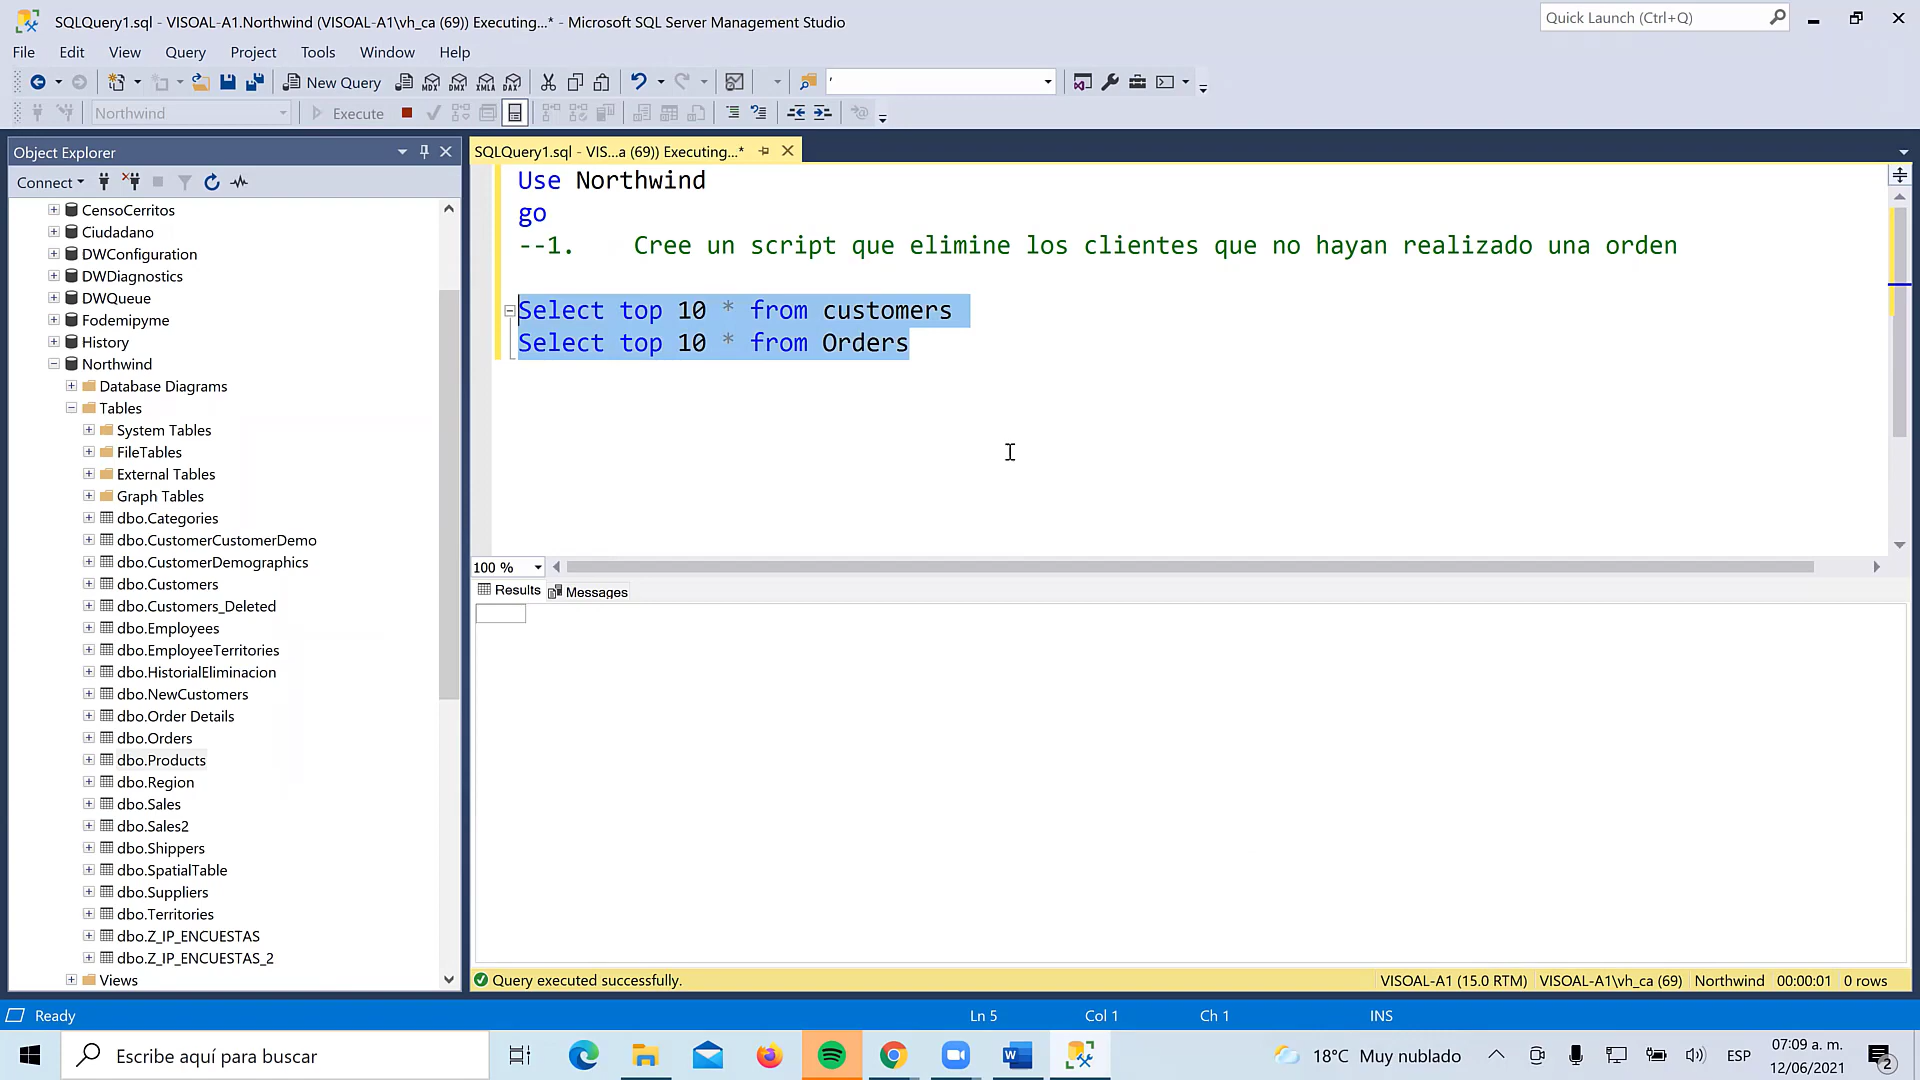 SQLQuery1.sql - VISOAL-A1.Northwind (VISOAL-A1\vh_ca (69)) Executing...* - Microsoft SQL Server Management Studio
Quick Launch (Ctrl+Q)
File Edit View Query Project Tools Window Help
New Query MDX DMX XMLA DAX '
Northwind Execute
Object Explorer
SQLQuery1.sql - VIS...a (69)) Executing...*
Connect
CensoCerritos
Ciudadano
DWConfiguration
DWDiagnostics
DWQueue
Fodemipyme
History
Northwind
Database Diagrams
Tables
System Tables
FileTables
External Tables
Graph Tables
dbo.Categories
dbo.CustomerCustomerDemo
dbo.CustomerDemographics
dbo.Customers
dbo.Customers_Deleted
dbo.Employees
dbo.EmployeeTerritories
dbo.HistorialEliminacion
dbo.NewCustomers
dbo.Order Details
dbo.Orders
dbo.Products
dbo.Region
dbo.Sales
dbo.Sales2
dbo.Shippers
dbo.SpatialTable
dbo.Suppliers
dbo.Territories
dbo.Z_IP_ENCUESTAS
dbo.Z_IP_ENCUESTAS_2
Views
Use Northwind
go
--1. Cree un script que elimine los clientes que no hayan realizado una orden
Select top 10 * from customers
Select top 10 * from Orders
100 %
Results Messages
Query executed successfully. VISOAL-A1 (15.0 RTM) VISOAL-A1\vh_ca (69) Northwind 00:00:01 0 rows
Ready Ln 5 Col 1 Ch 1 INS
Escribe aquí para buscar
18°C Muy nublado
ESP
07:09 a. m.
12/06/2021
2